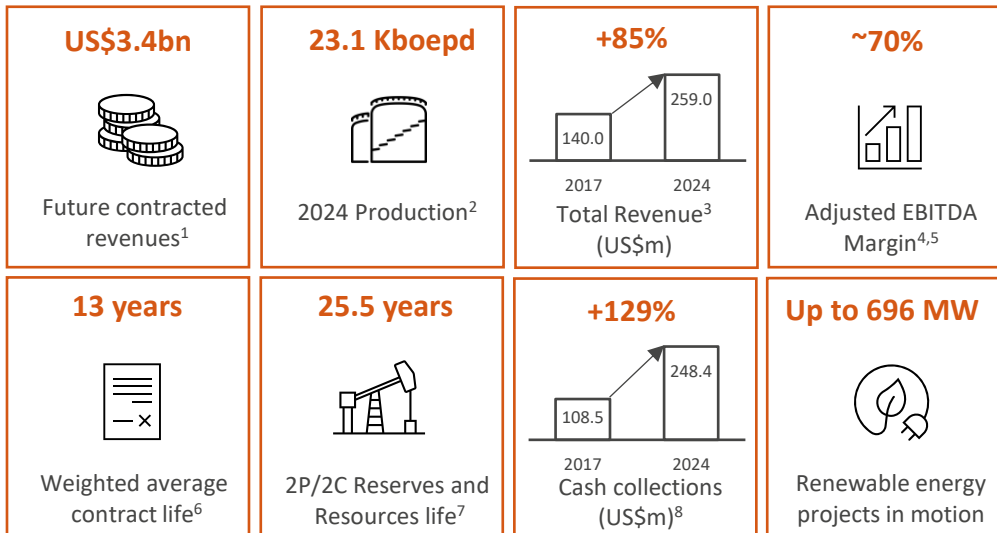 US$3.4bn
Future contracted
revenues1
23.1 Kboepd
2024 Production2
+85%
140.0
259.0
2017 2024
Total Revenue3
(US$m)
~70%
Adjusted EBITDA
Margin4,5
13 years
Weighted average
contract life6
25.5 years
2P/2C Reserves and
Resources life7
+129%
108.5
248.4
2017 2024
Cash collections
(US$m)8
Up to 696 MW
Renewable energy
projects in motion